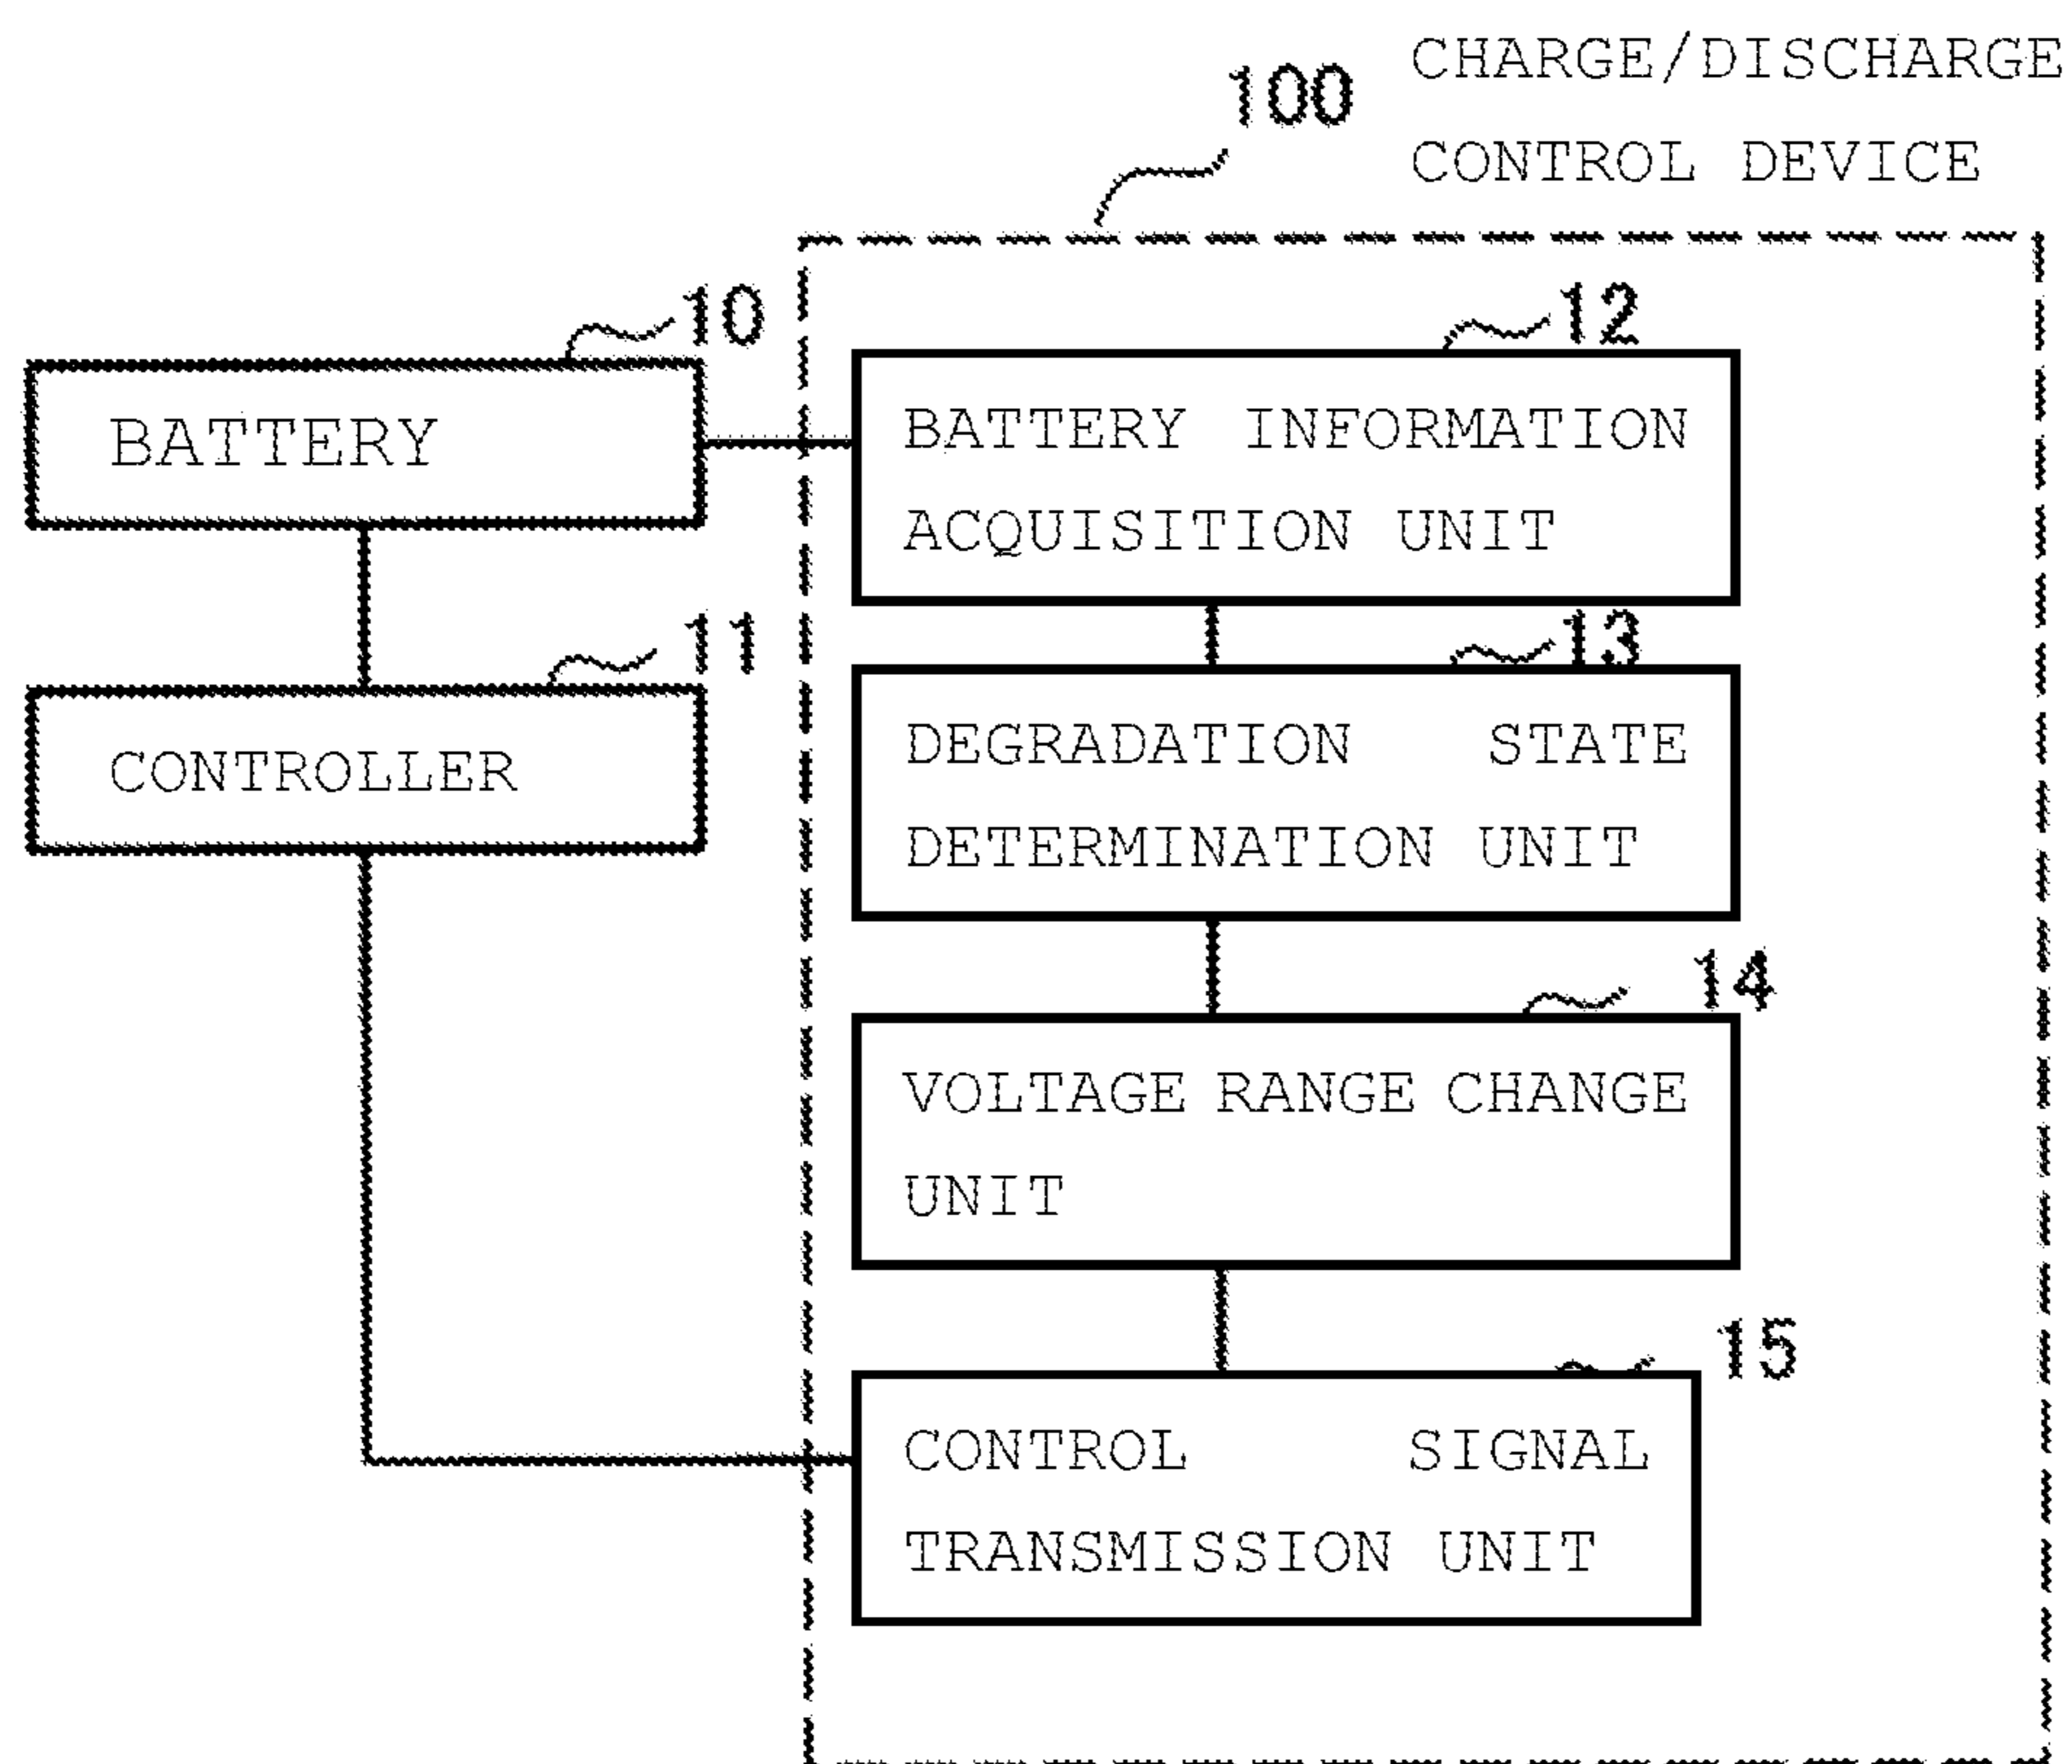 100
CHARGE/DISCHARGE
CONTROL DEVICE
10
BATTERY
11
CONTROLLER
12
BATTERY INFORMATION
ACQUISITION UNIT
13
DEGRADATION STATE
DETERMINATION UNIT
14
VOLTAGE RANGE CHANGE
UNIT
15
CONTROL SIGNAL
TRANSMISSION UNIT